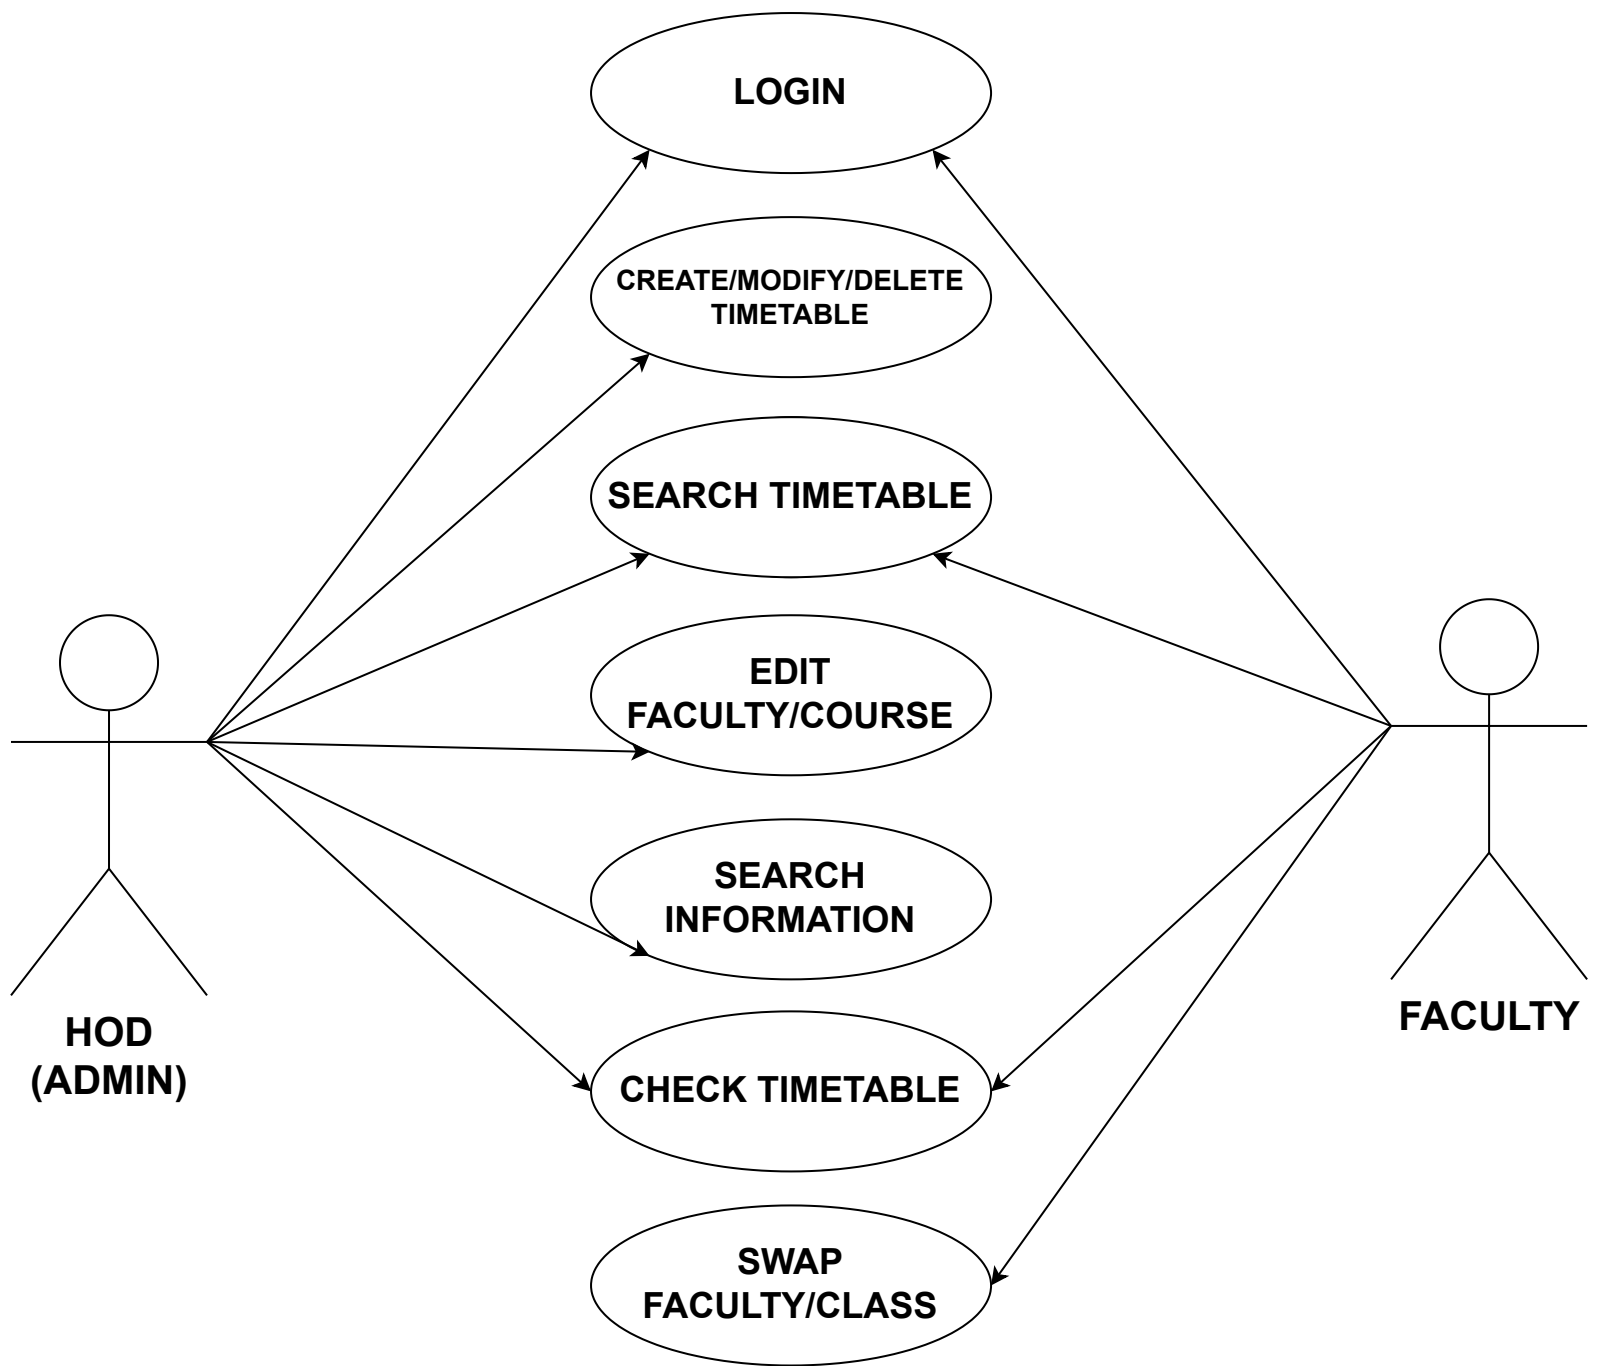 LOGIN
CREATE/MODIFY/DELETE
TIMETABLE
SEARCH TIMETABLE
EDIT
FACULTY/COURSE
SEARCH
INFORMATION
HOD
(ADMIN)
FACULTY
CHECK TIMETABLE
SWAP
FACULTY/CLASS